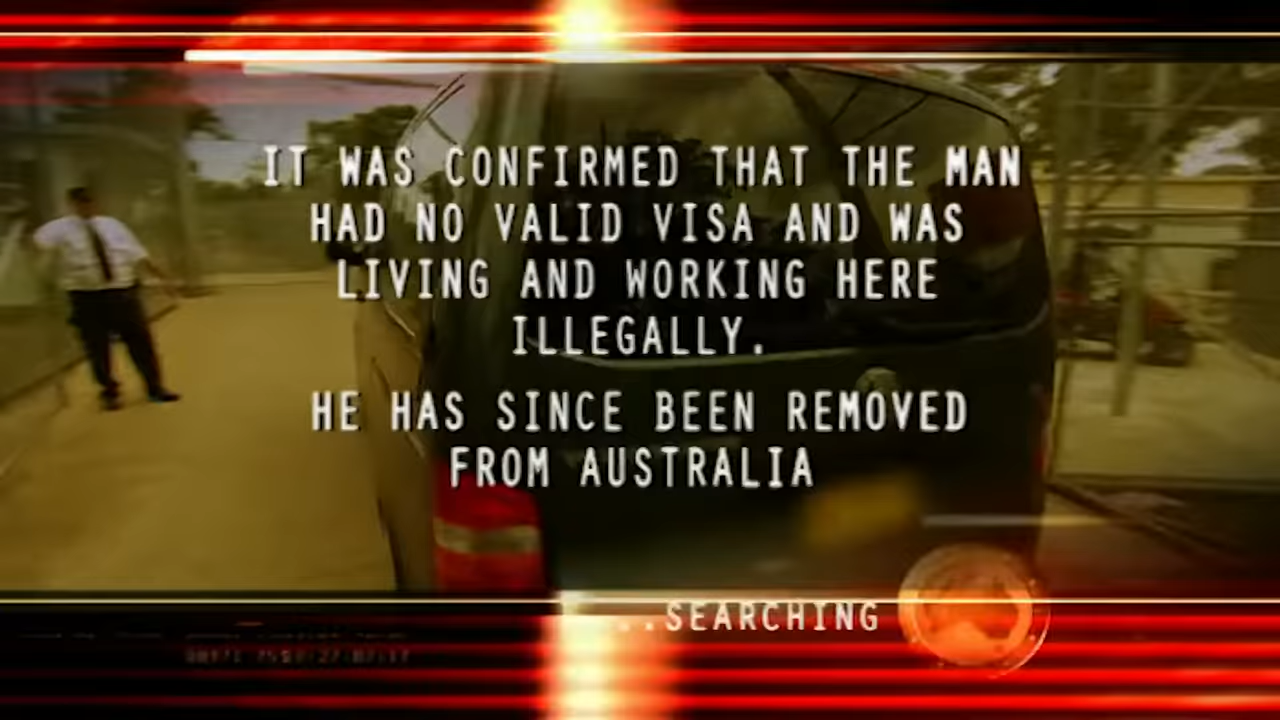 IT WAS CONFIRMED THAT THE MAN
HAD NO VALID VISA AND WAS
LIVING AND WORKING HERE
ILLEGALLY.
HE HAS SINCE BEEN REMOVED
FROM AUSTRALIA
..SEARCHING